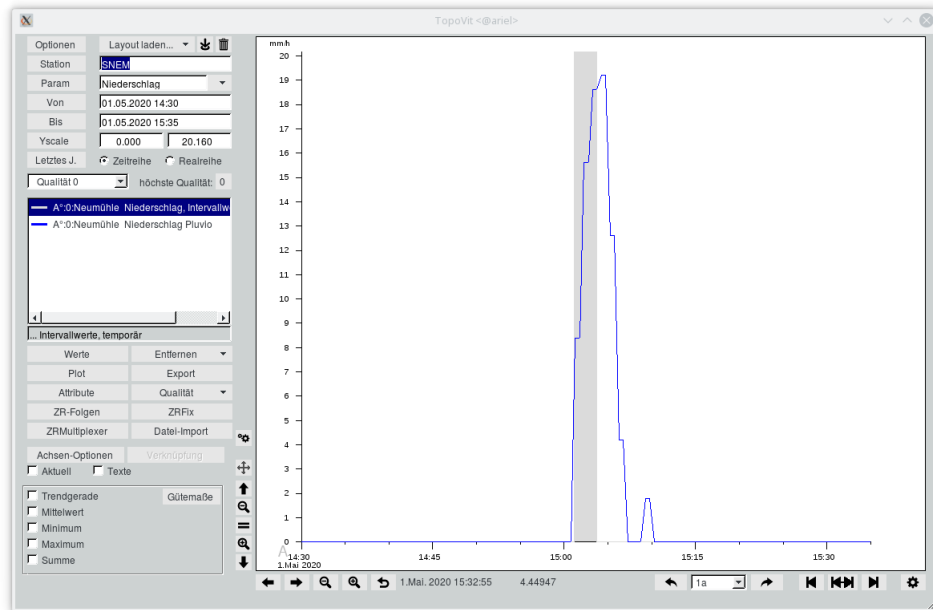 TopoVit <@ariel>
Optionen Layout laden...
Station SNEM
Param Niederschlag
Von 01.05.2020 14:30
Bis 01.05.2020 15:35
Yscale 0.000 20.160
Letztes J. Zeitreihe Realreihe
Qualität 0 höchste Qualität: 0
A°:0:Neumühle Niederschlag, Intervallw
A°:0:Neumühle Niederschlag Pluvio
... Intervallwerte, temporär
Werte Entfernen
Plot Export
Attribute Qualität
ZR-Folgen ZRFix
ZRMultiplexer Datei-Import
Achsen-Optionen Verknüpfung
Aktuell Texte
Trendgerade Gütemaße
Mittelwert
Minimum
Maximum
Summe
mm/h
20
19
18
17
16
15
14
13
12
11
10
9
8
7
6
5
4
3
2
1
0
A
14:30 14:45 15:00 15:15 15:30
1.Mai 2020
1.Mai. 2020 15:32:55 4.44947 1a